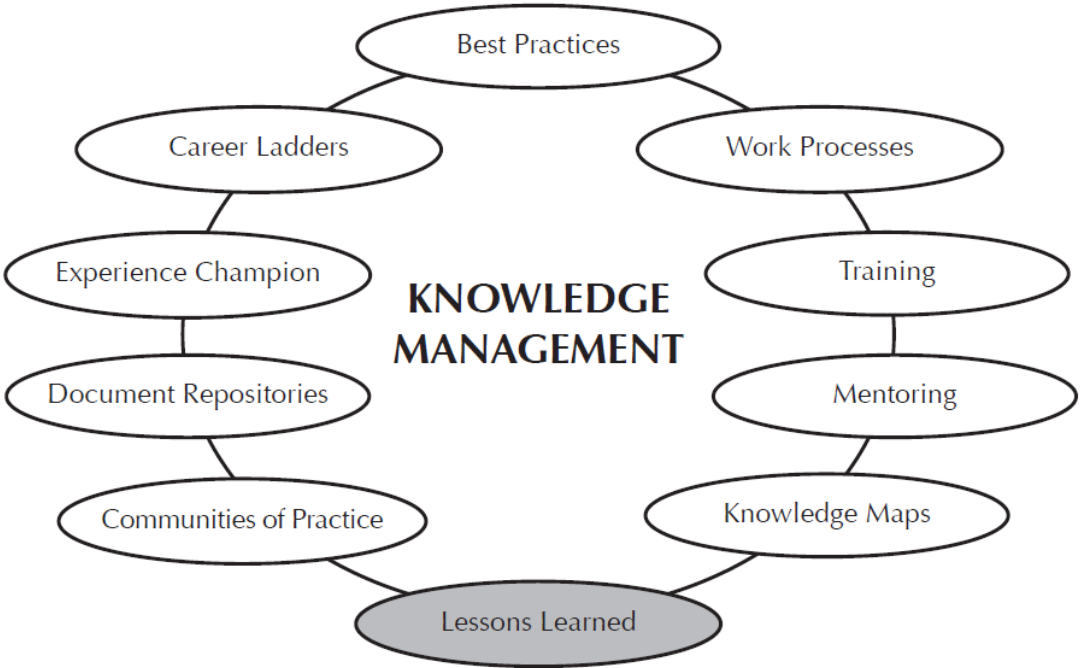 Best Practices
Career Ladders
Work Processes
Experience Champion
Training
KNOWLEDGE
MANAGEMENT
Document Repositories
Mentoring
Communities of Practice
Knowledge Maps
Lessons Learned